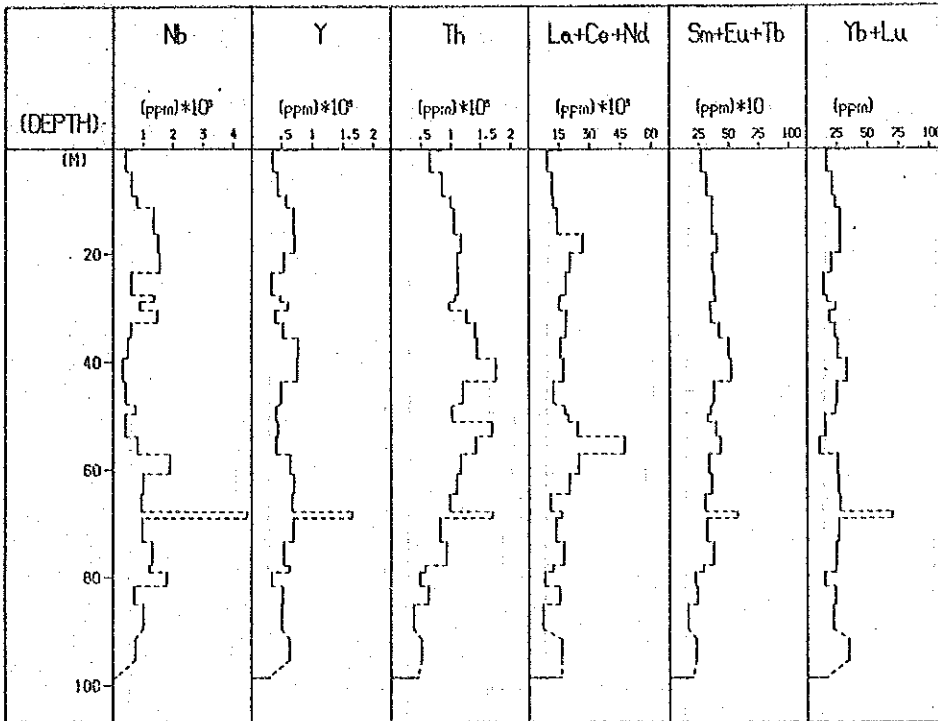 Nb Y Th La+Ce+Nd Sm+Eu+Tb Yb+Lu
(DEPTH) (ppm)*10³ (ppm)*10³ (ppm)*10³ (ppm)*10³ (ppm)*10 (ppm)
1 2 3 4 .5 1 1.5 2 .5 1 1.5 2 15 30 45 60 25 50 75 100 25 50 75 100
(M)
20
40
60
80
100